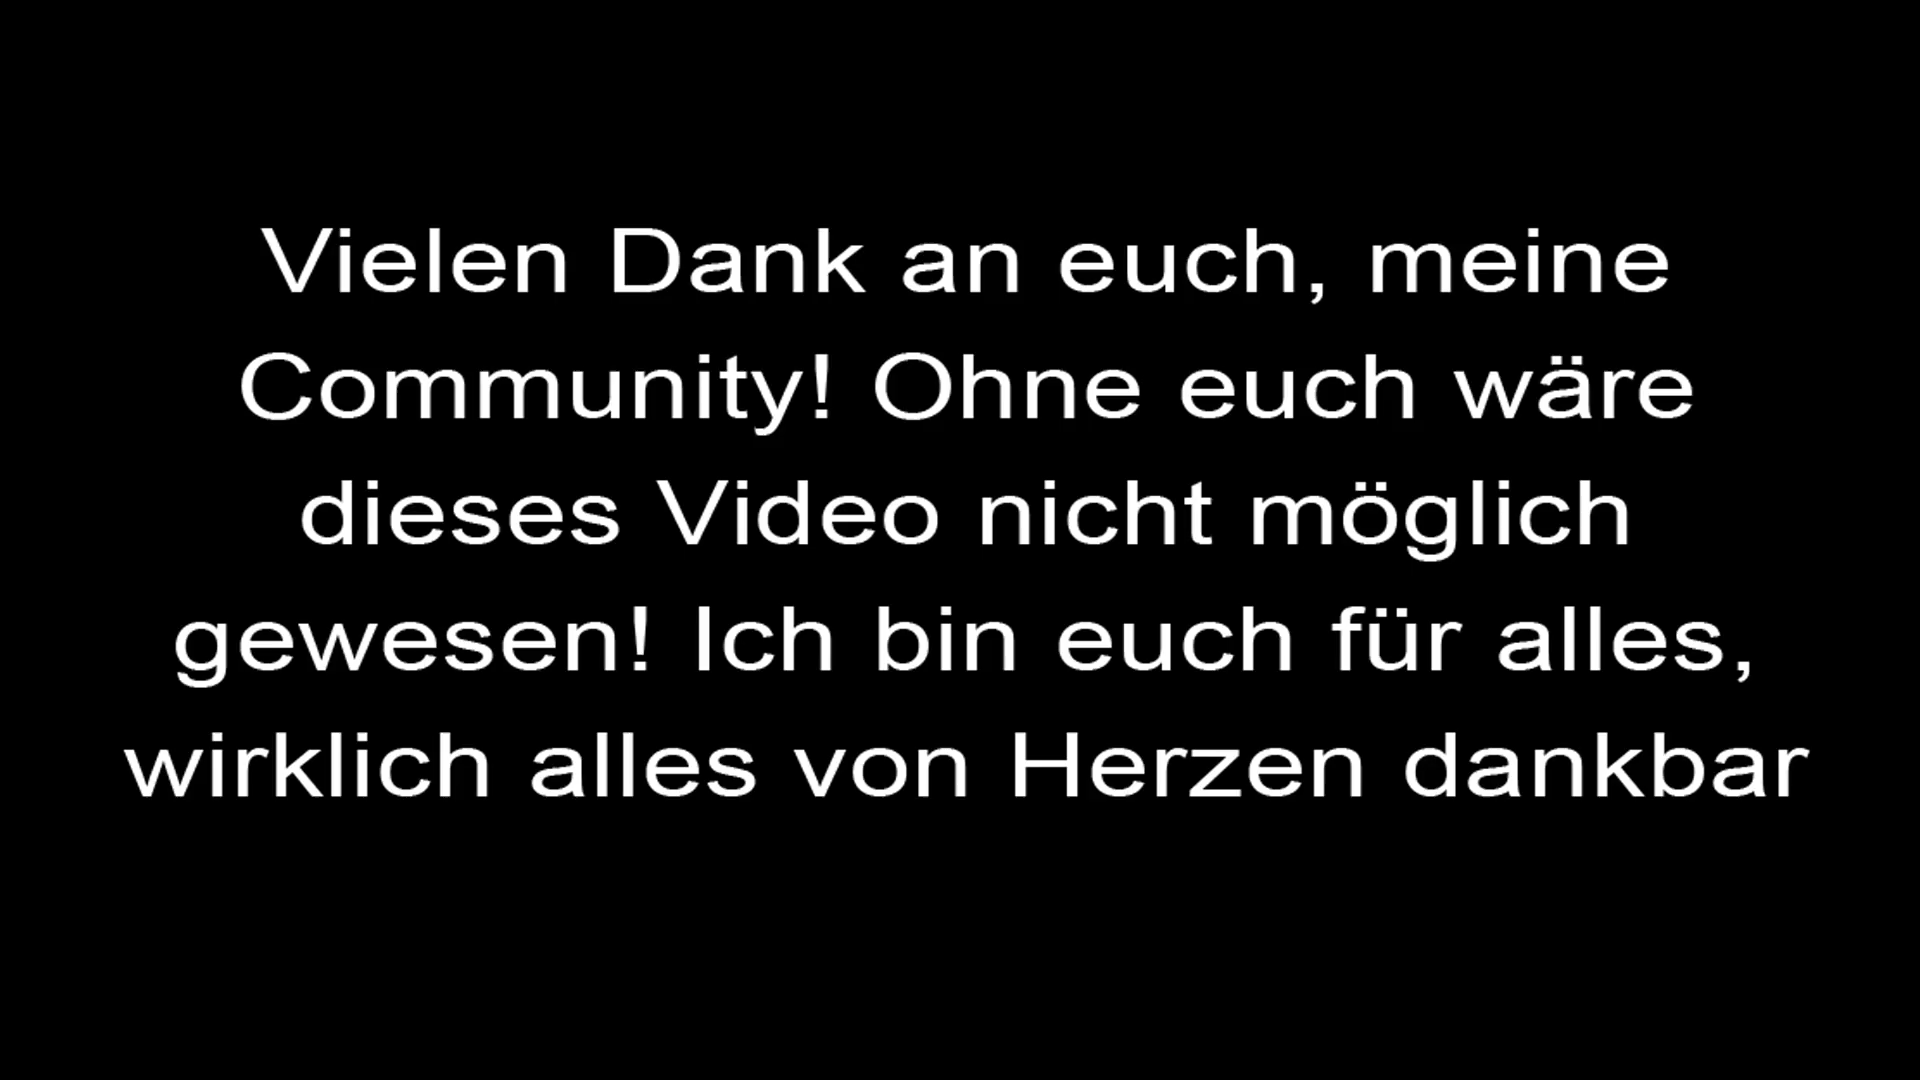 Vielen Dank an euch, meine
Community! Ohne euch wäre
dieses Video nicht möglich
gewesen! Ich bin euch für alles,
wirklich alles von Herzen dankbar